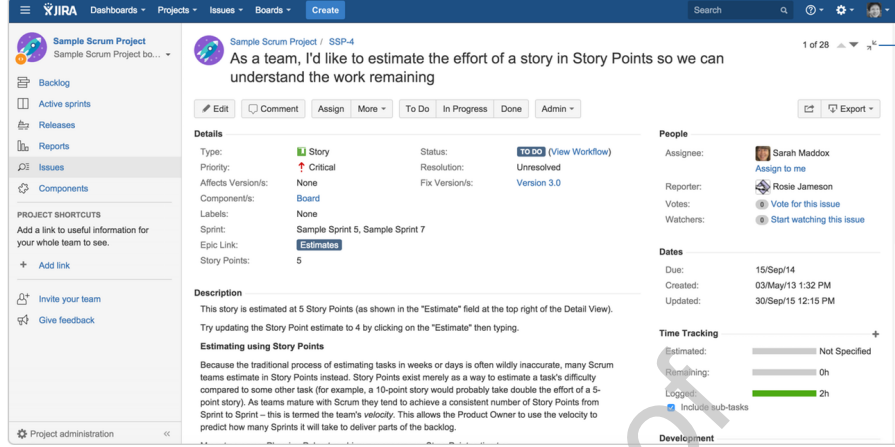 JIRA Dashboards Projects Issues Boards Create Search
Sample Scrum Project
Sample Scrum Project bo...
Backlog
Active sprints
Releases
Reports
Issues
Components
PROJECT SHORTCUTS
Add a link to useful information for
your whole team to see.
+ Add link
Invite your team
Give feedback
Project administration <<
Sample Scrum Project / SSP-4
As a team, I'd like to estimate the effort of a story in Story Points so we can
understand the work remaining
1 of 28
Edit Comment Assign More To Do In Progress Done Admin Export
Details
Type: Story Status: TO DO (View Workflow)
Priority: Critical Resolution: Unresolved
Affects Version/s: None Fix Version/s: Version 3.0
Component/s: Board
Labels: None
Sprint: Sample Sprint 5, Sample Sprint 7
Epic Link: Estimates
Story Points: 5
Description
This story is estimated at 5 Story Points (as shown in the "Estimate" field at the top right of the Detail View).
Try updating the Story Point estimate to 4 by clicking on the "Estimate" then typing.
Estimating using Story Points
Because the traditional process of estimating tasks in weeks or days is often wildly inaccurate, many Scrum
teams estimate in Story Points instead. Story Points exist merely as a way to estimate a task's difficulty
compared to some other task (for example, a 10-point story would probably take double the effort of a 5-
point story). As teams mature with Scrum they tend to achieve a consistent number of Story Points from
Sprint to Sprint – this is termed the team's velocity. This allows the Product Owner to use the velocity to
predict how many Sprints it will take to deliver parts of the backlog.
People
Assignee: Sarah Maddox
Assign to me
Reporter: Rosie Jameson
Votes: 0 Vote for this issue
Watchers: 0 Start watching this issue
Dates
Due: 15/Sep/14
Created: 03/May/13 1:32 PM
Updated: 30/Sep/15 12:15 PM
Time Tracking +
Estimated: Not Specified
Remaining: 0h
Logged: 2h
Include sub-tasks
Development
of